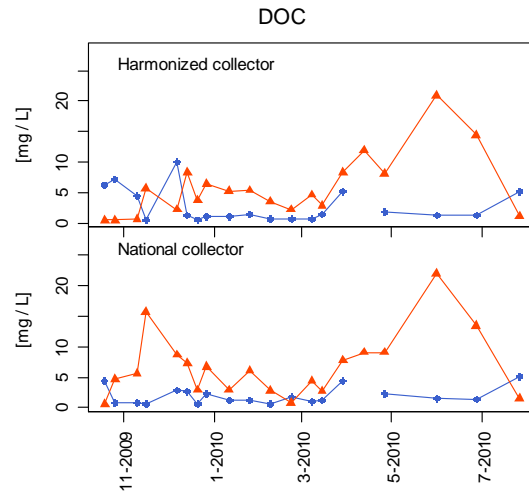 DOC
Harmonized collector
[mg / L]
20
10
5
0
National collector
[mg / L]
20
10
5
0
11-2009
1-2010
3-2010
5-2010
7-2010